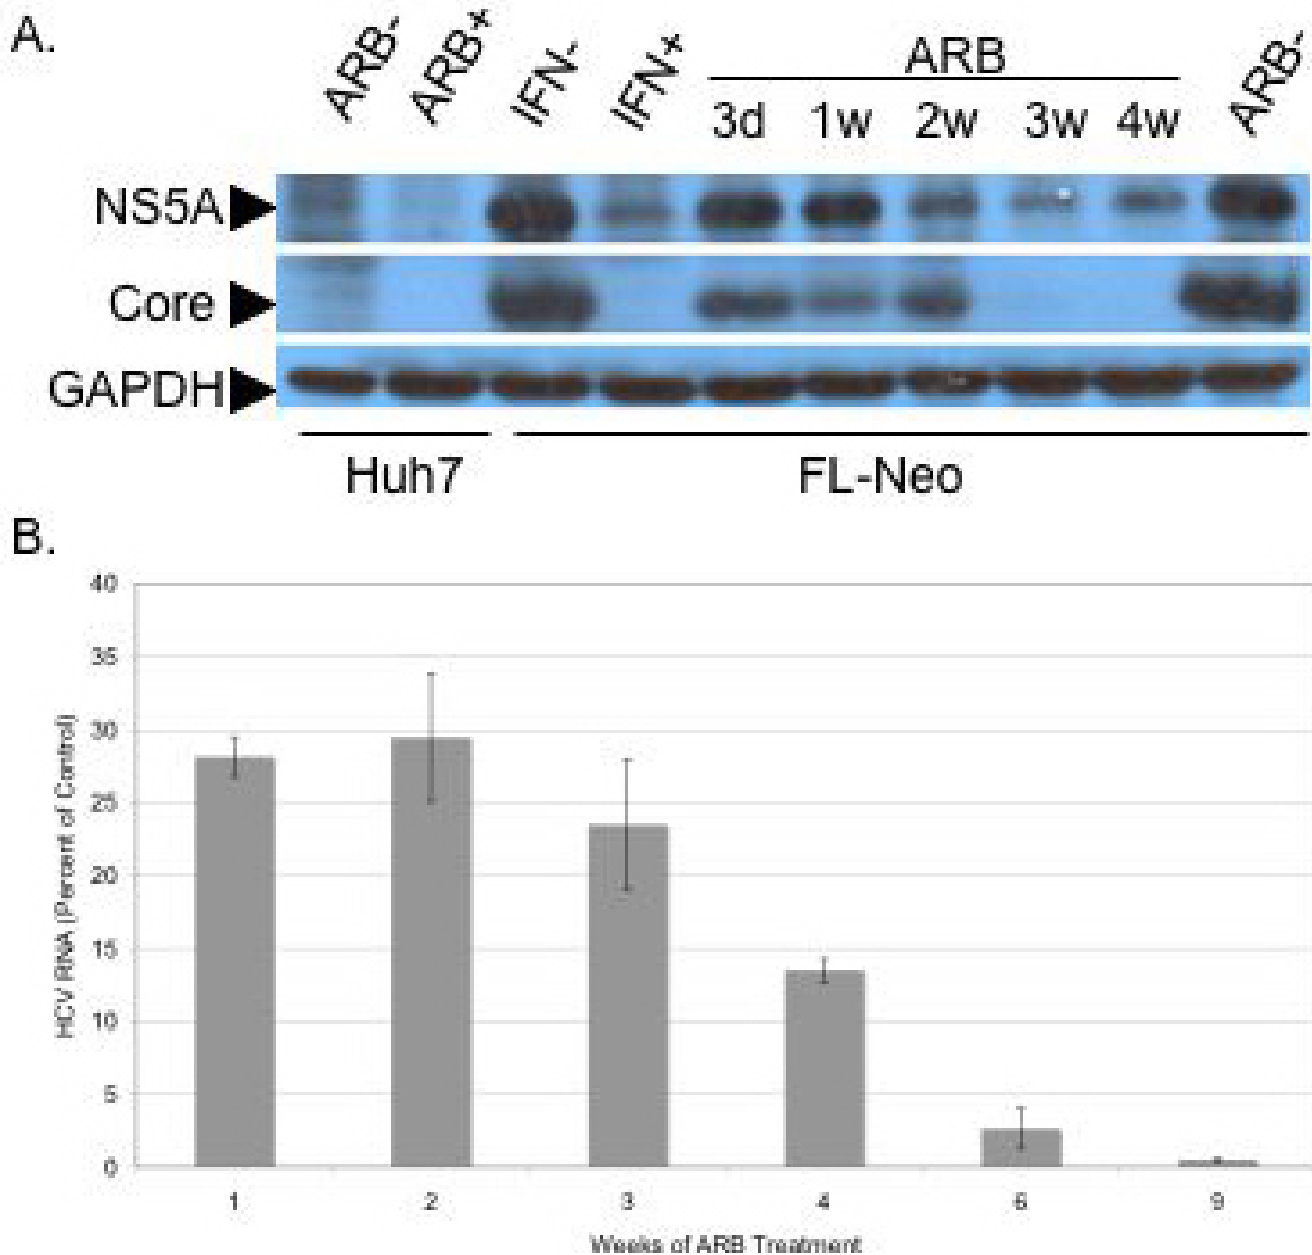 A.
ARB- ARB+ IFN- IFN+ ARB ARB-
3d 1w 2w 3w 4w
NS5A
Core
GAPDH
Huh7 FL-Neo
B.
HCV RNA (Percent of Control)
40
35
30
25
20
15
10
5
0
1 2 3 4 6 9
Weeks of ARB Treatment